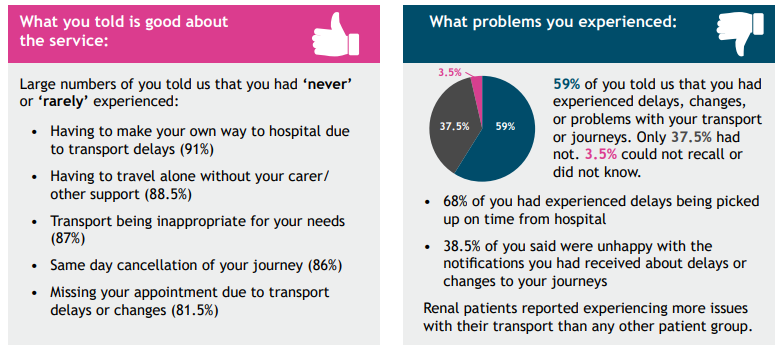 What you told is good about
the service:
Large numbers of you told us that you had ‘never’
or ‘rarely’ experienced:
• Having to make your own way to hospital due
to transport delays (91%)
• Having to travel alone without your carer/
other support (88.5%)
• Transport being inappropriate for your needs
(87%)
• Same day cancellation of your journey (86%)
• Missing your appointment due to transport
delays or changes (81.5%)
What problems you experienced:
3.5%
37.5%
59%
59% of you told us that you had
experienced delays, changes,
or problems with your transport
or journeys. Only 37.5% had
not. 3.5% could not recall or
did not know.
• 68% of you had experienced delays being picked
up on time from hospital
• 38.5% of you said were unhappy with the
notifications you had received about delays or
changes to your journeys
Renal patients reported experiencing more issues
with their transport than any other patient group.